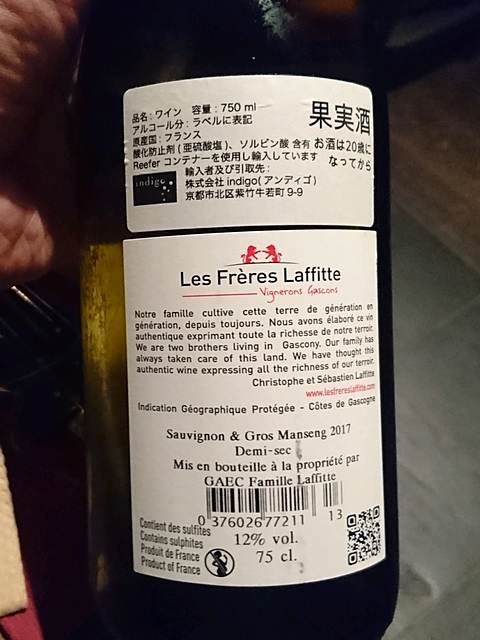 品名：ワイン 容量：750 ml
アルコール分：ラベルに表記
原産国：フランス
酸化防止剤（亜硫酸塩）、ソルビン酸 含有
Reefer コンテナーを使用し輸入しています
果実酒
お酒は20歳に
なってから
indigo
輸入者及び引取先：
株式会社 indigo（アンディゴ）
京都市北区紫竹牛若町 9-9
Les Frères Laffitte
Vignerons Gascons
Notre famille cultive cette terre de génération en
génération, depuis toujours. Nous avons élaboré ce vin
authentique exprimant toute la richesse de notre terroir.
We are two brothers living in Gascony. Our family has
always taken care of this land. We have thought this
authentic wine expressing all the richness of our terroir.
Christophe et Sébastien Laffitte
www.lesfrereslaffitte.com
Indication Géographique Protégée - Côtes de Gascogne
Sauvignon & Gros Manseng 2017
Demi-sec
Mis en bouteille à la propriété par
GAEC Famille Laffitte
0 37602677211 13
Contient des sulfites
Contains sulphites
Produit de France
Product of France
12% vol.
75 cl.